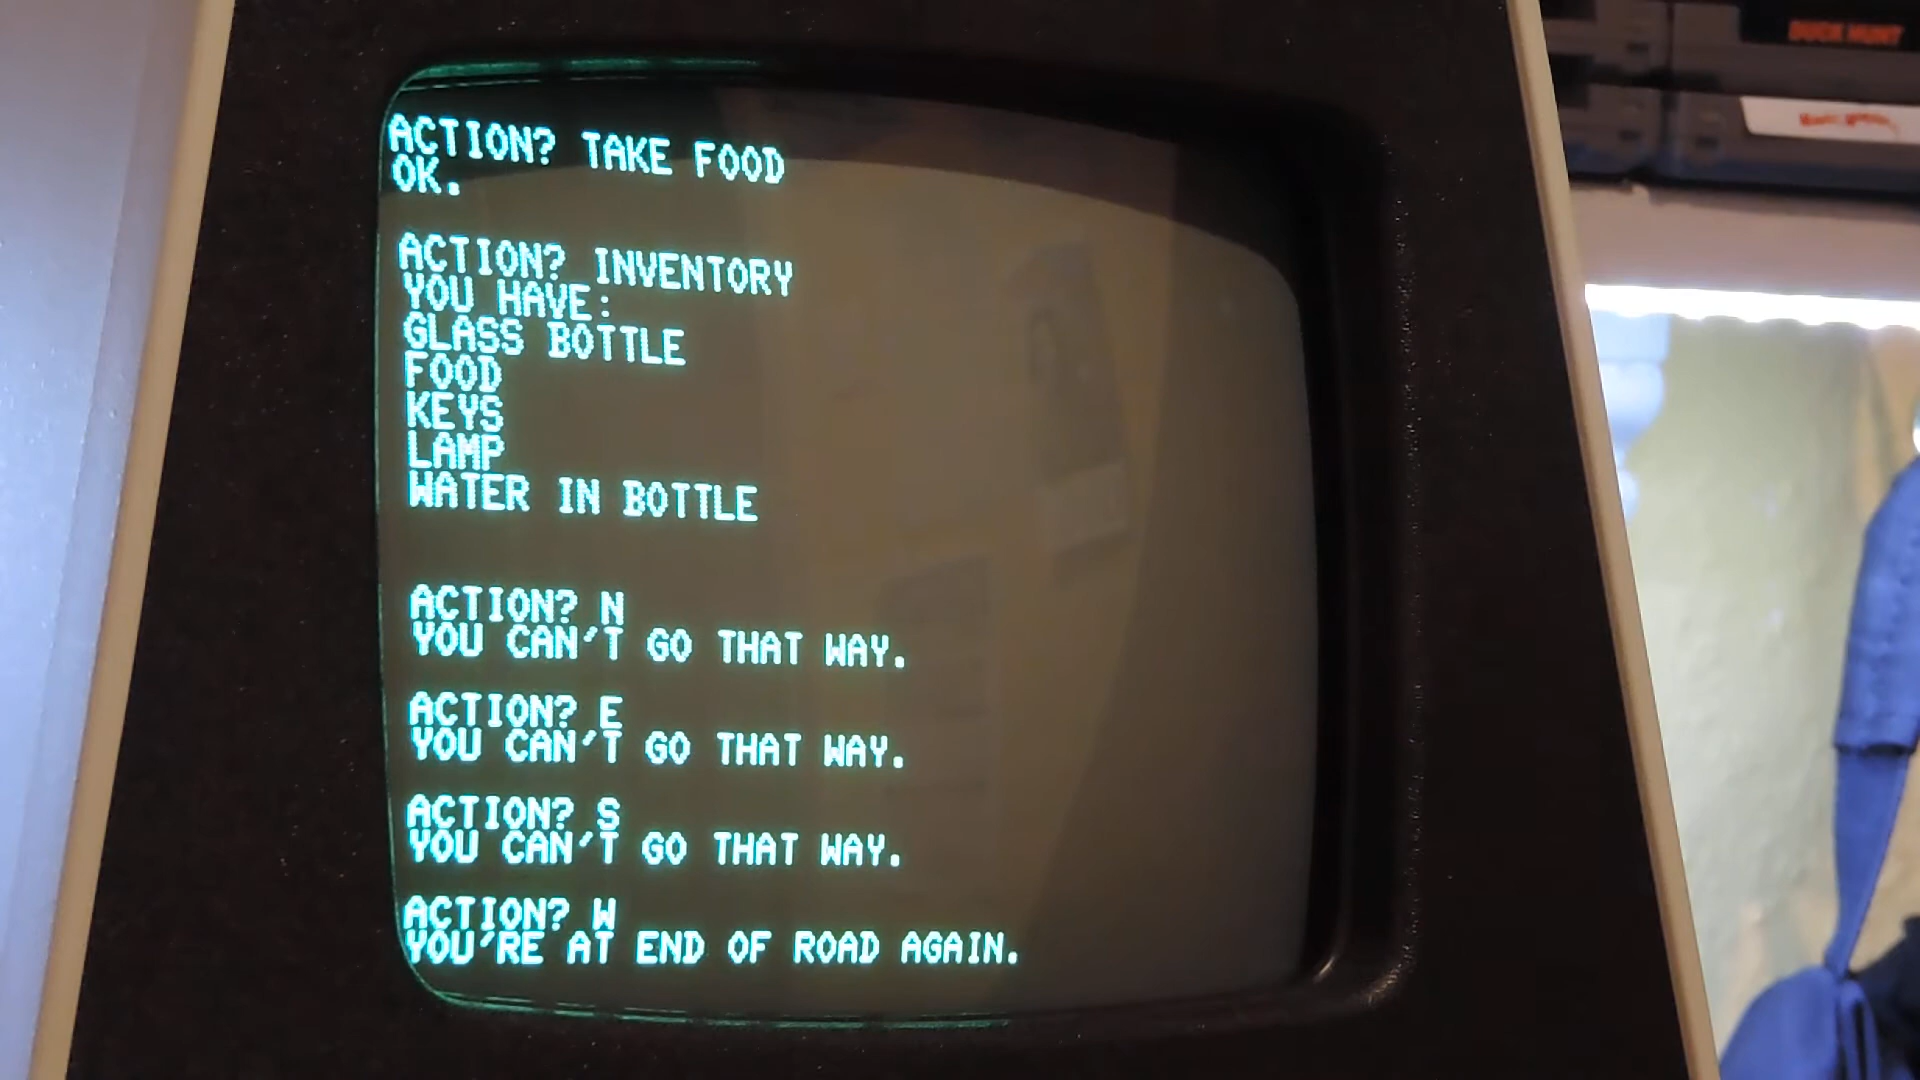 DUCK HUNT
ACTION? TAKE FOOD
OK.
ACTION? INVENTORY
YOU HAVE:
GLASS BOTTLE
FOOD
KEYS
LAMP
WATER IN BOTTLE
ACTION? N
YOU CAN'T GO THAT WAY.
ACTION? E
YOU CAN'T GO THAT WAY.
ACTION? S
YOU CAN'T GO THAT WAY.
ACTION? W
YOU'RE AT END OF ROAD AGAIN.